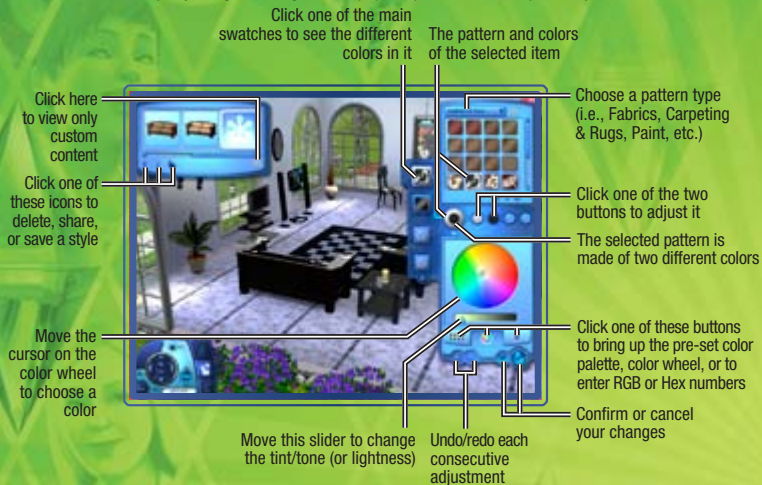 Click one of the main
swatches to see the different
colors in it
The pattern and colors
of the selected item
Click here
to view only
custom
content
Click one of
these icons to
delete, share,
or save a style
Move the
cursor on the
color wheel
to choose a
color
Choose a pattern type
(i.e., Fabrics, Carpeting
& Rugs, Paint, etc.)
Click one of the two
buttons to adjust it
The selected pattern is
made of two different colors
Click one of these buttons
to bring up the pre-set color
palette, color wheel, or to
enter RGB or Hex numbers
Confirm or cancel
your changes
Move this slider to change
the tint/tone (or lightness)
Undo/redo each
consecutive
adjustment